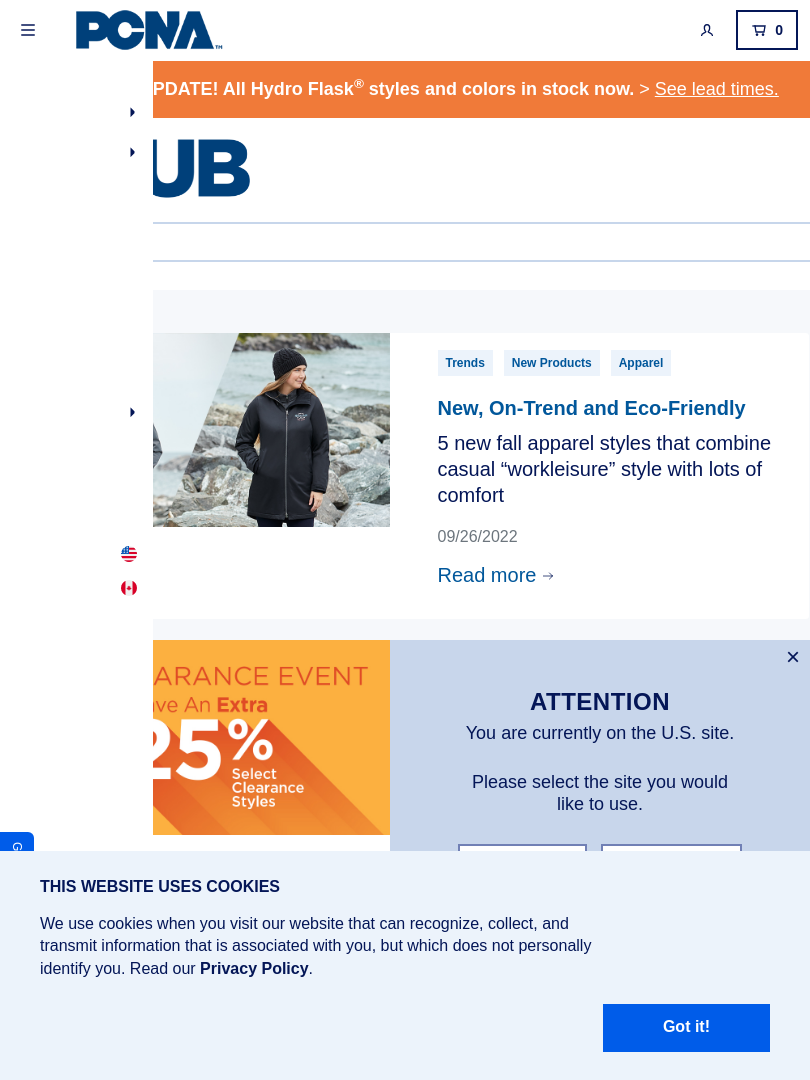 PCNA™
0
PDATE! All Hydro Flask® styles and colors in stock now. > See lead times.
UB
Trends New Products Apparel
New, On-Trend and Eco-Friendly
5 new fall apparel styles that combine
casual “workleisure” style with lots of
comfort
09/26/2022
Read more →
ARANCE EVENT
ve An Extra
25%
Select
Clearance
Styles
×
ATTENTION
You are currently on the U.S. site.
Please select the site you would
like to use.
G
THIS WEBSITE USES COOKIES
We use cookies when you visit our website that can recognize, collect, and
transmit information that is associated with you, but which does not personally
identify you. Read our Privacy Policy.
Got it!